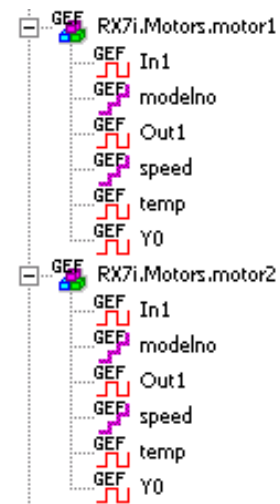 GEF RX7i.Motors.motor1
GEF In1
GEF modelno
GEF Out1
GEF speed
GEF temp
GEF Y0
GEF RX7i.Motors.motor2
GEF In1
GEF modelno
GEF Out1
GEF speed
GEF temp
GEF Y0